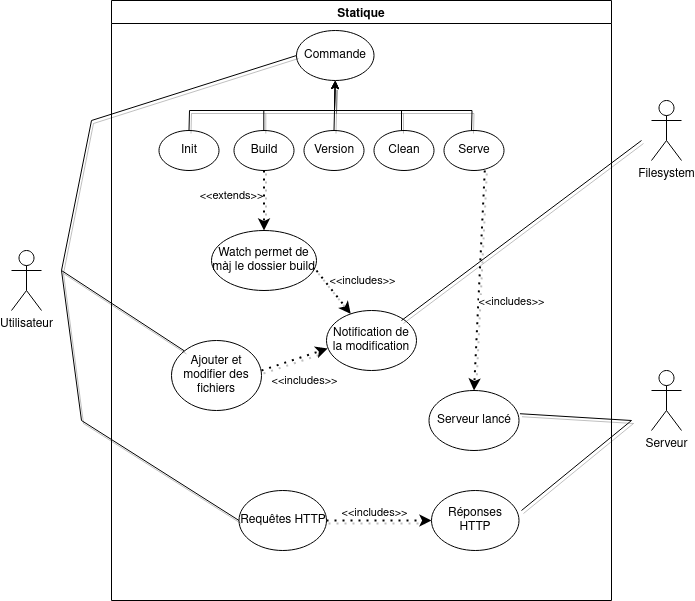 Statique
Commande
Init
Build
Version
Clean
Serve
Filesystem
<<extends>>
Watch permet de
màj le dossier build
<<includes>>
<<includes>>
Utilisateur
Notification de
la modification
Ajouter et
modifier des
fichiers
<<includes>>
Serveur lancé
Serveur
Requêtes HTTP
<<includes>>
Réponses
HTTP